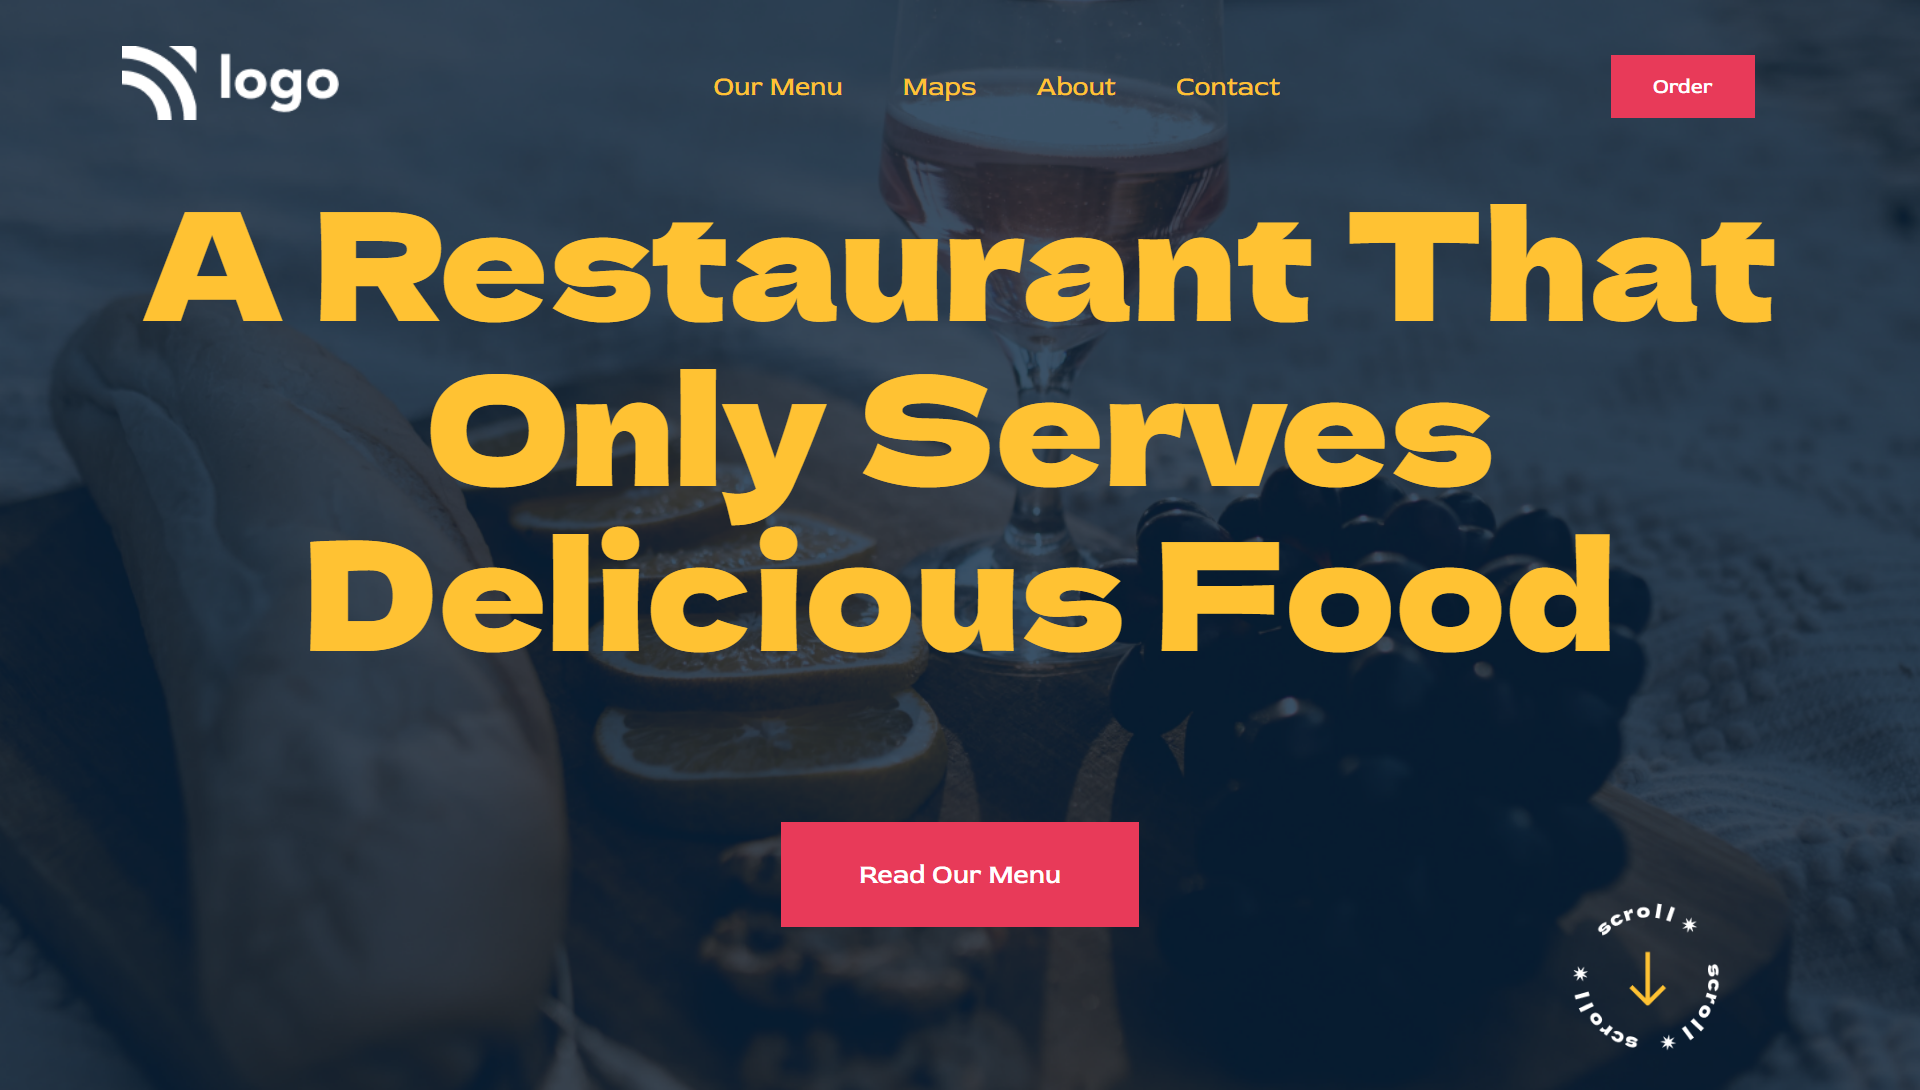 logo
Our Menu Maps About Contact
Order
A Restaurant That
Only Serves
Delicious Food
Read Our Menu
scroll ✷ scroll ✷ scroll ✷